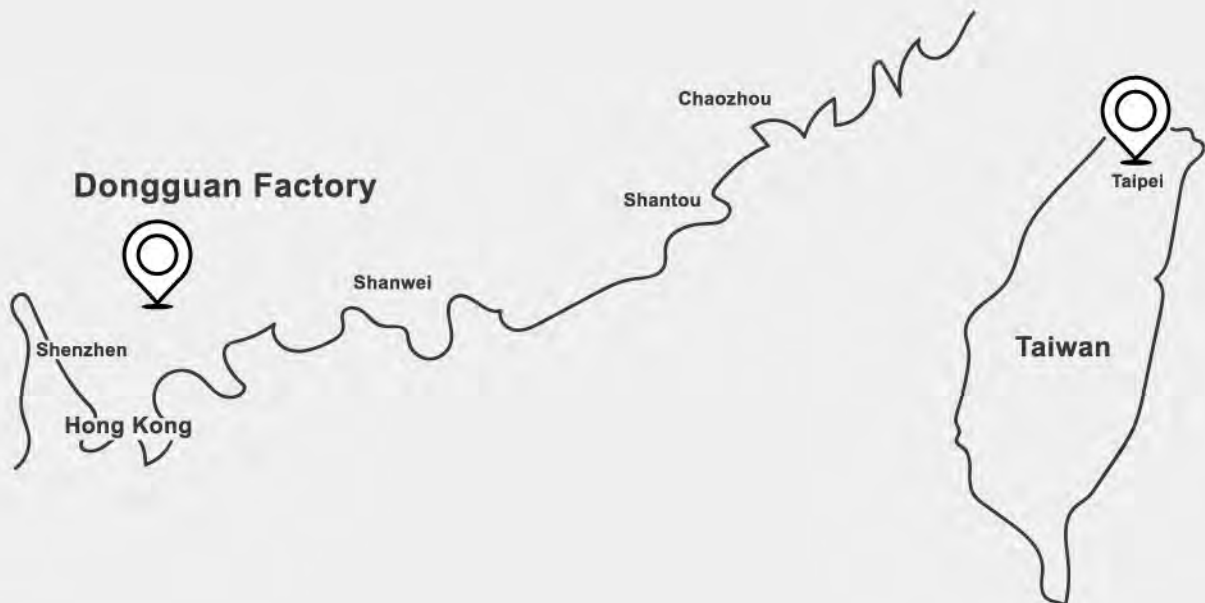 Chaozhou
Taipei
Dongguan Factory
Shantou
Shanwei
Shenzhen
Taiwan
Hong Kong